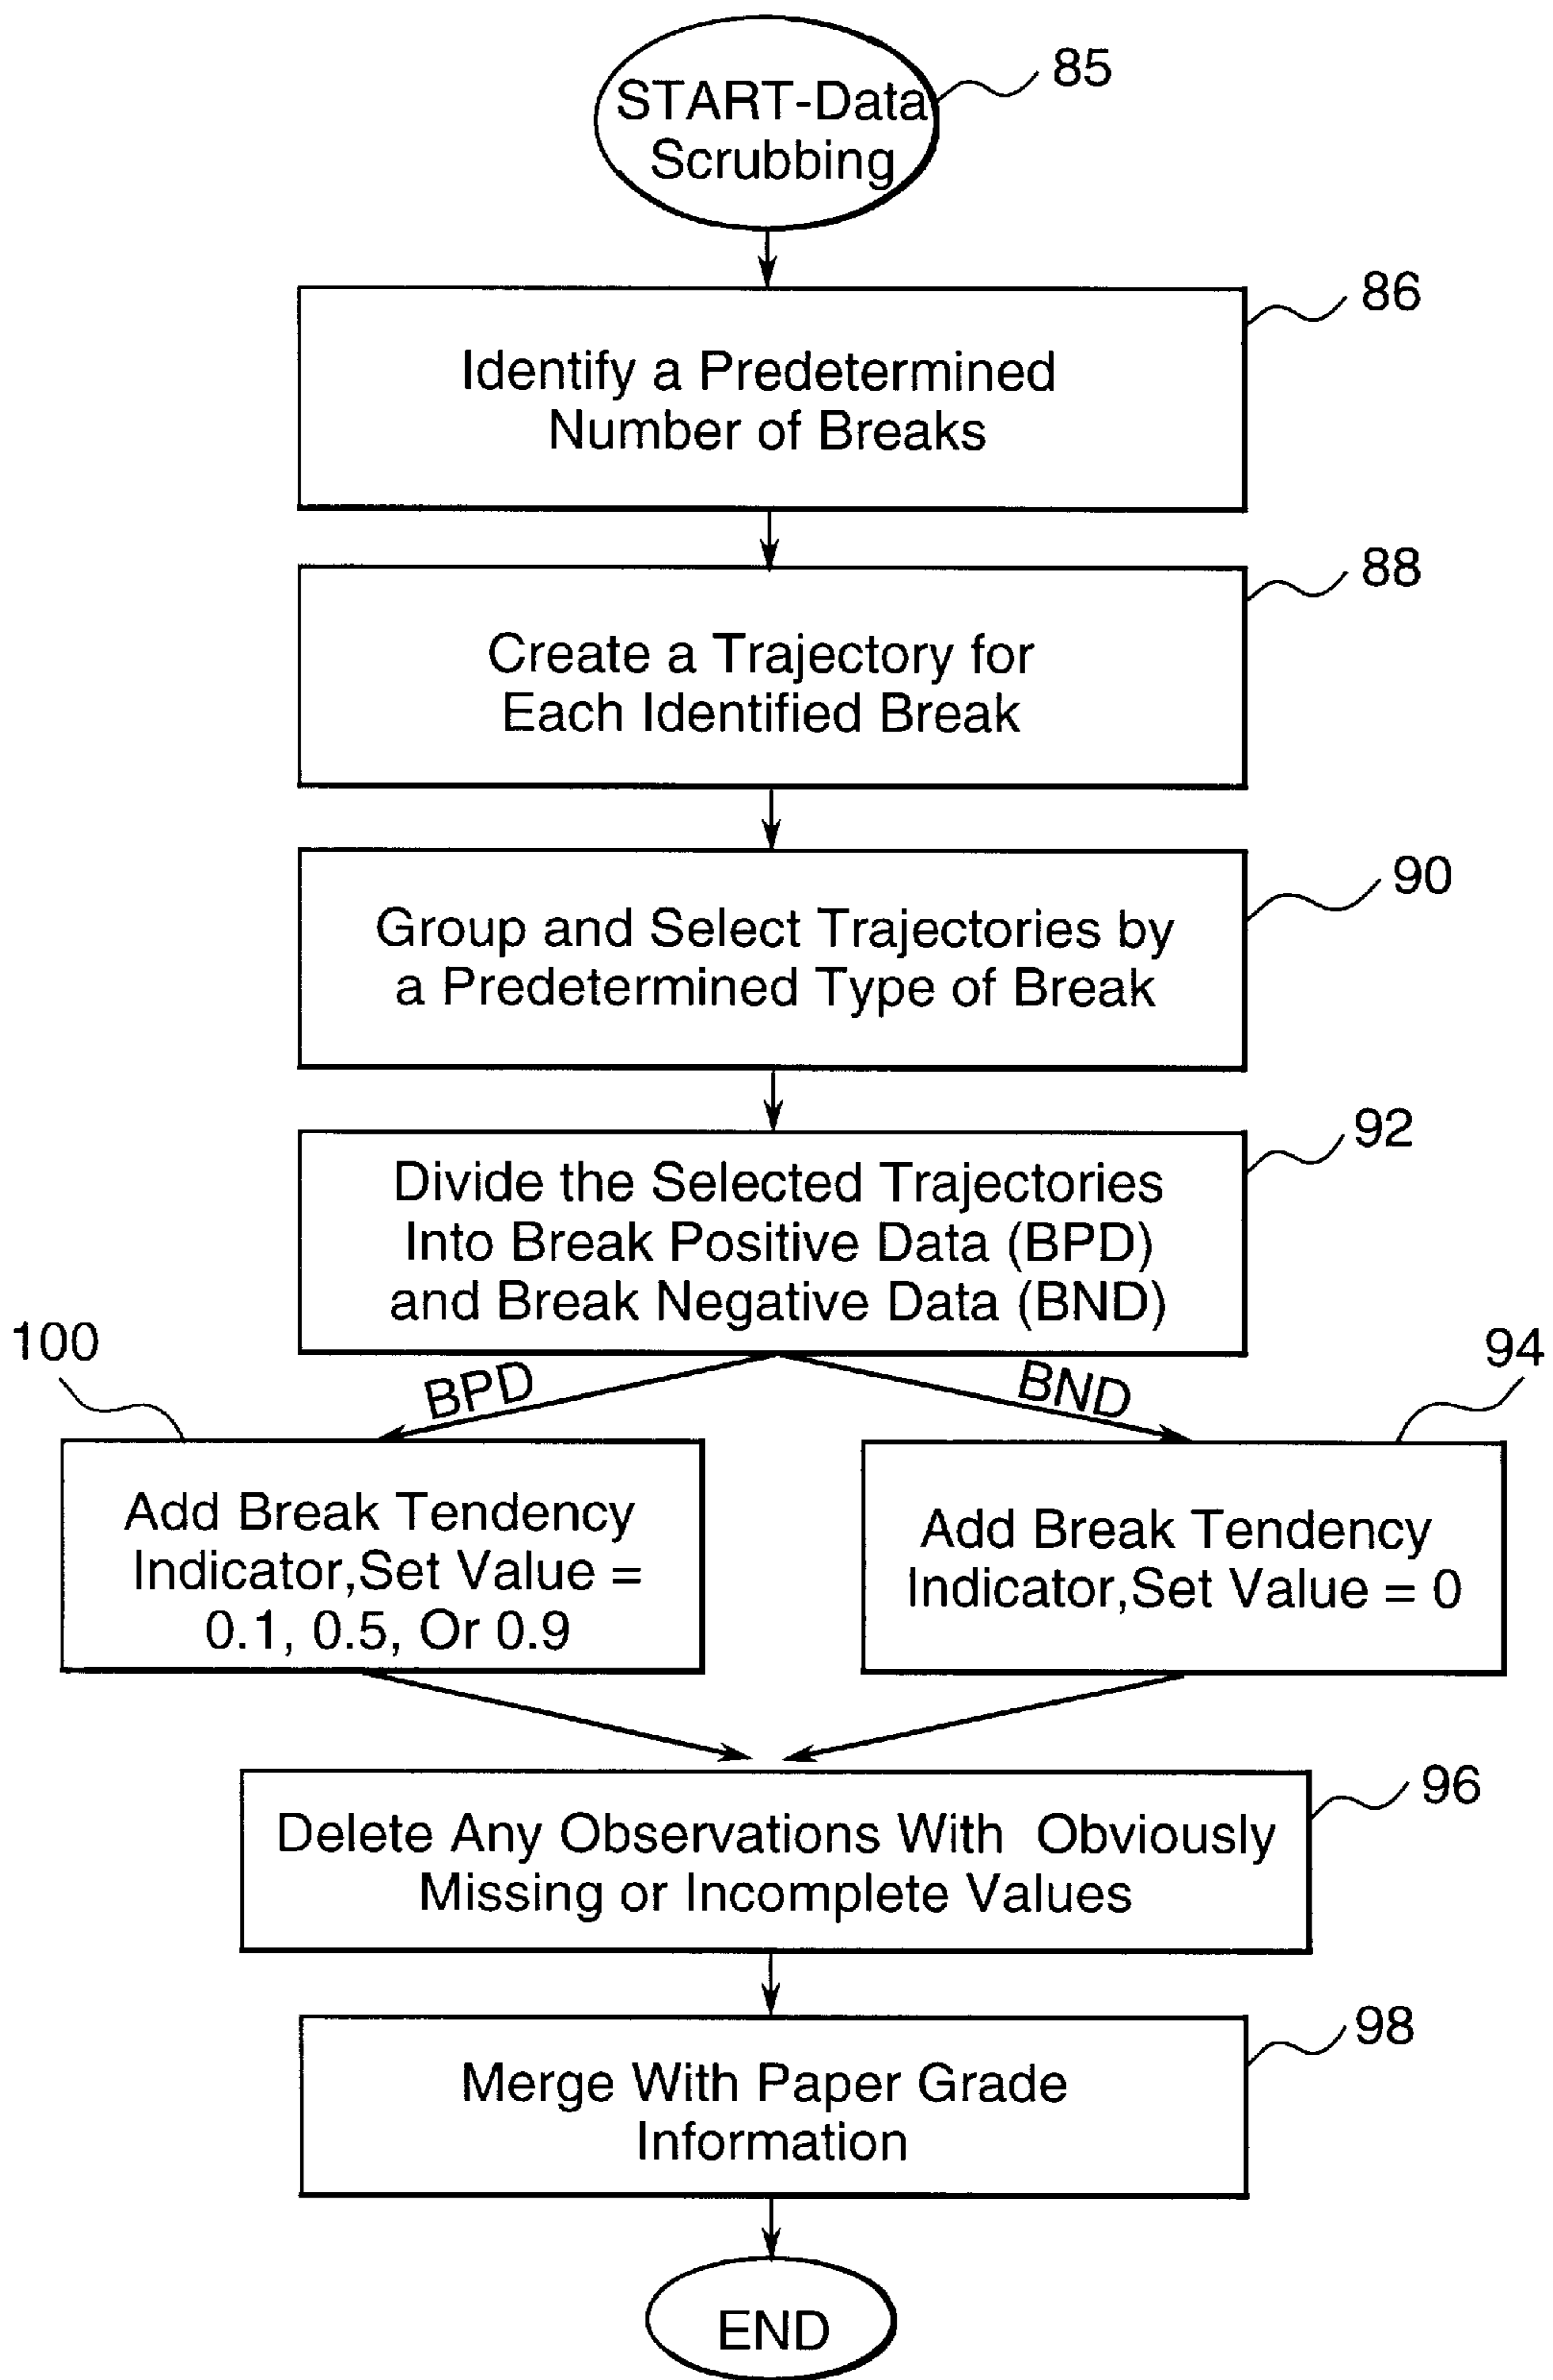 START-Data
Scrubbing
85
Identify a Predetermined
Number of Breaks
86
Create a Trajectory for
Each Identified Break
88
Group and Select Trajectories by
a Predetermined Type of Break
90
Divide the Selected Trajectories
Into Break Positive Data (BPD)
and Break Negative Data (BND)
92
BPD
BND
100
Add Break Tendency
Indicator,Set Value =
0.1, 0.5, Or 0.9
94
Add Break Tendency
Indicator,Set Value = 0
Delete Any Observations With Obviously
Missing or Incomplete Values
96
Merge With Paper Grade
Information
98
END